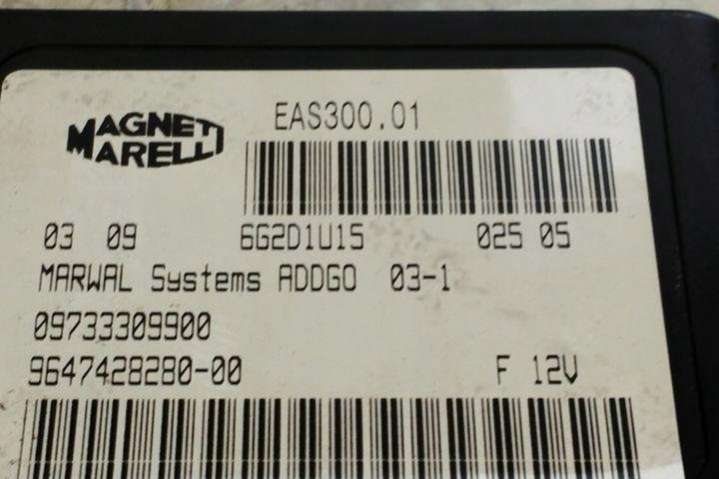 MAGNETI
MARELLI
EAS300.01
03 09 6G2D1U15 025 05
MARWAL Systems ADDGO 03-1
09733309900
9647428280-00 F 12V